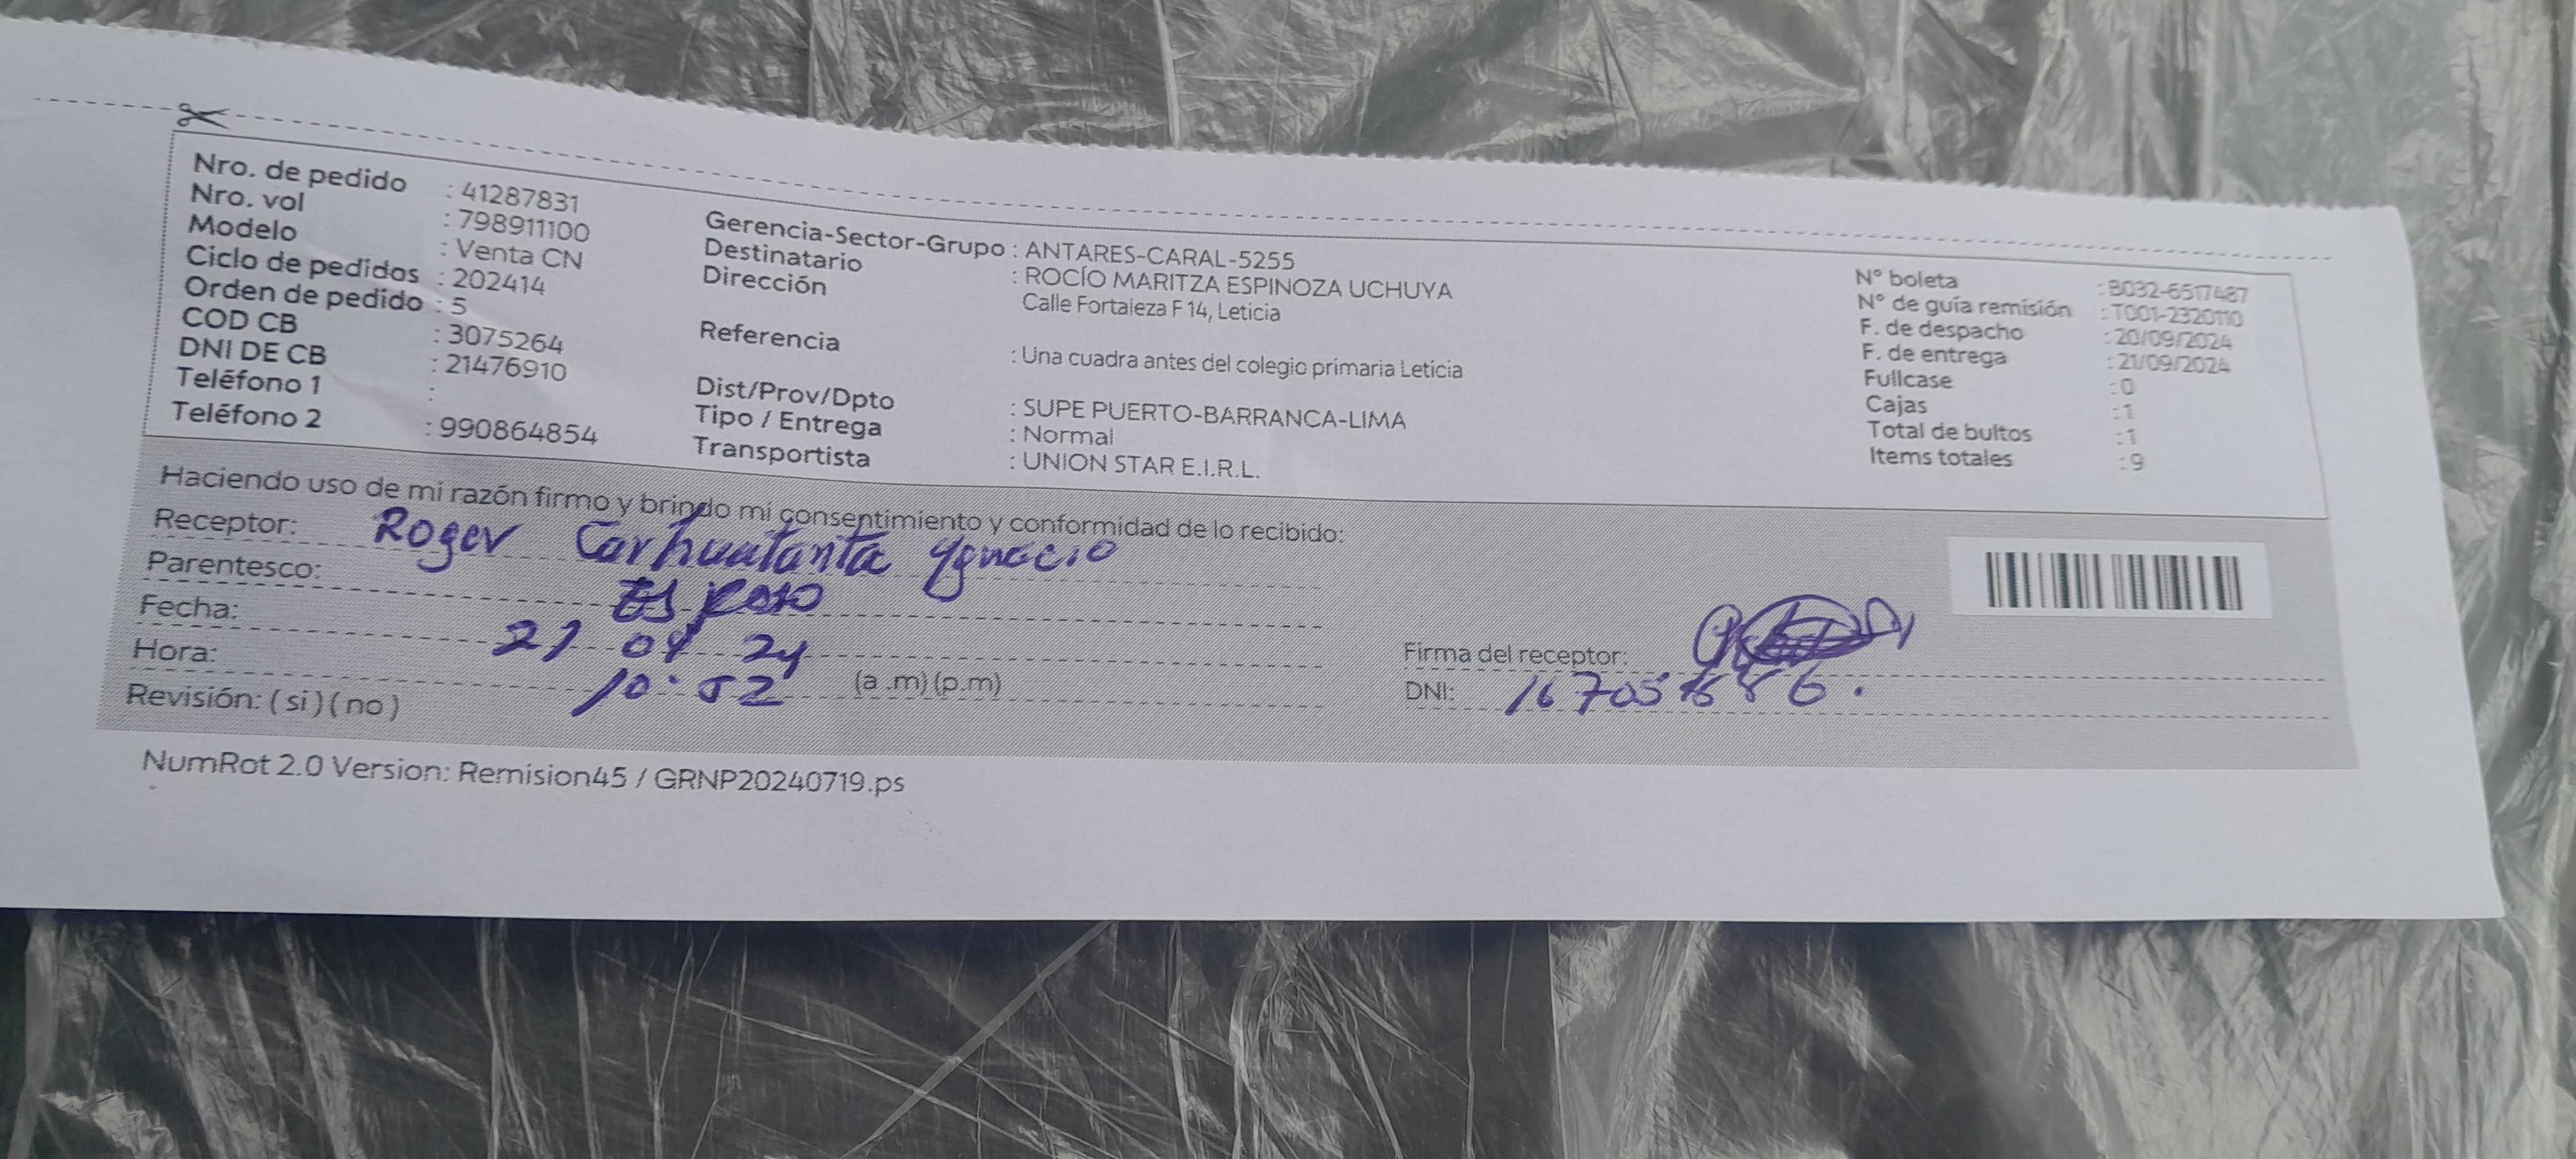 Nro. de pedido : 41287831
Nro. vol : 798911100
Modelo : Venta CN
Ciclo de pedidos : 202414
Orden de pedido : 5
COD CB : 3075264
DNI DE CB : 21476910
Teléfono 1 :
Teléfono 2 : 990864854
Gerencia-Sector-Grupo : ANTARES-CARAL-5255
Destinatario : ROCÍO MARITZA ESPINOZA UCHUYA
Dirección Calle Fortaleza F 14, Leticia
Referencia : Una cuadra antes del colegio primaria Leticia
Dist/Prov/Dpto : SUPE PUERTO-BARRANCA-LIMA
Tipo / Entrega : Normal
Transportista : UNION STAR E.I.R.L.
N° boleta : B032-6517487
N° de guía remisión : T001-2320110
F. de despacho : 20/09/2024
F. de entrega : 21/09/2024
Fullcase : 0
Cajas : 1
Total de bultos : 1
Items totales : 9
Haciendo uso de mi razón firmo y brindo mi consentimiento y conformidad de lo recibido:
Receptor: Roger Carhuatanta Ygnacio
Parentesco: Esposo
Fecha: 21 09 24
Hora: 10:52 (a .m) (p.m)
Revisión: ( si ) ( no )
Firma del receptor:
DNI:
NumRot 2.0 Version: Remision45 / GRNP20240719.ps